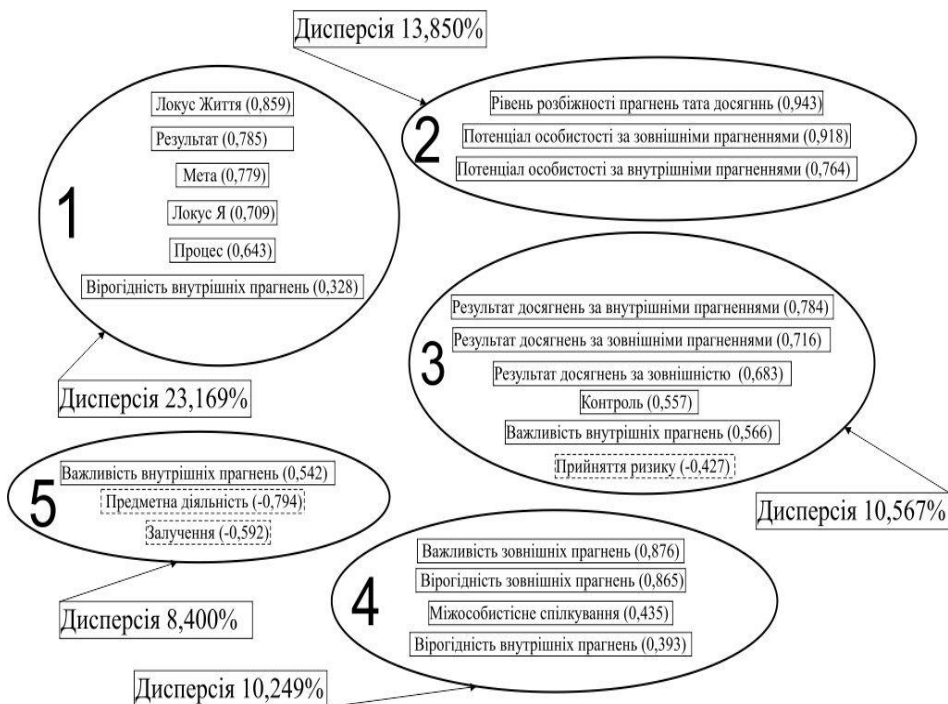 Дисперсія 13,850%
1
Локус Життя (0,859)
Результат (0,785)
Мета (0,779)
Локус Я (0,709)
Процес (0,643)
Вірогідність внутрішніх прагнень (0,328)
Дисперсія 23,169%
2
Рівень розбіжності прагнень тата досягннь (0,943)
Потенціал особистості за зовнішніми прагненнями (0,918)
Потенціал особистості за внутрішніми прагненнями (0,764)
3
Результат досягнень за внутрішніми прагненнями (0,784)
Результат досягнень за зовнішніми прагненнями (0,716)
Результат досягнень за зовнішністю (0,683)
Контроль (0,557)
Важливість внутрішніх прагнень (0,566)
Прийняття ризику (-0,427)
Дисперсія 10,567%
5
Важливість внутрішніх прагнень (0,542)
Предметна діяльність (-0,794)
Залучення (-0,592)
Дисперсія 8,400%
4
Важливість зовнішніх прагнень (0,876)
Вірогідність зовнішніх прагнень (0,865)
Міжособистісне спілкування (0,435)
Вірогідність внутрішніх прагнень (0,393)
Дисперсія 10,249%